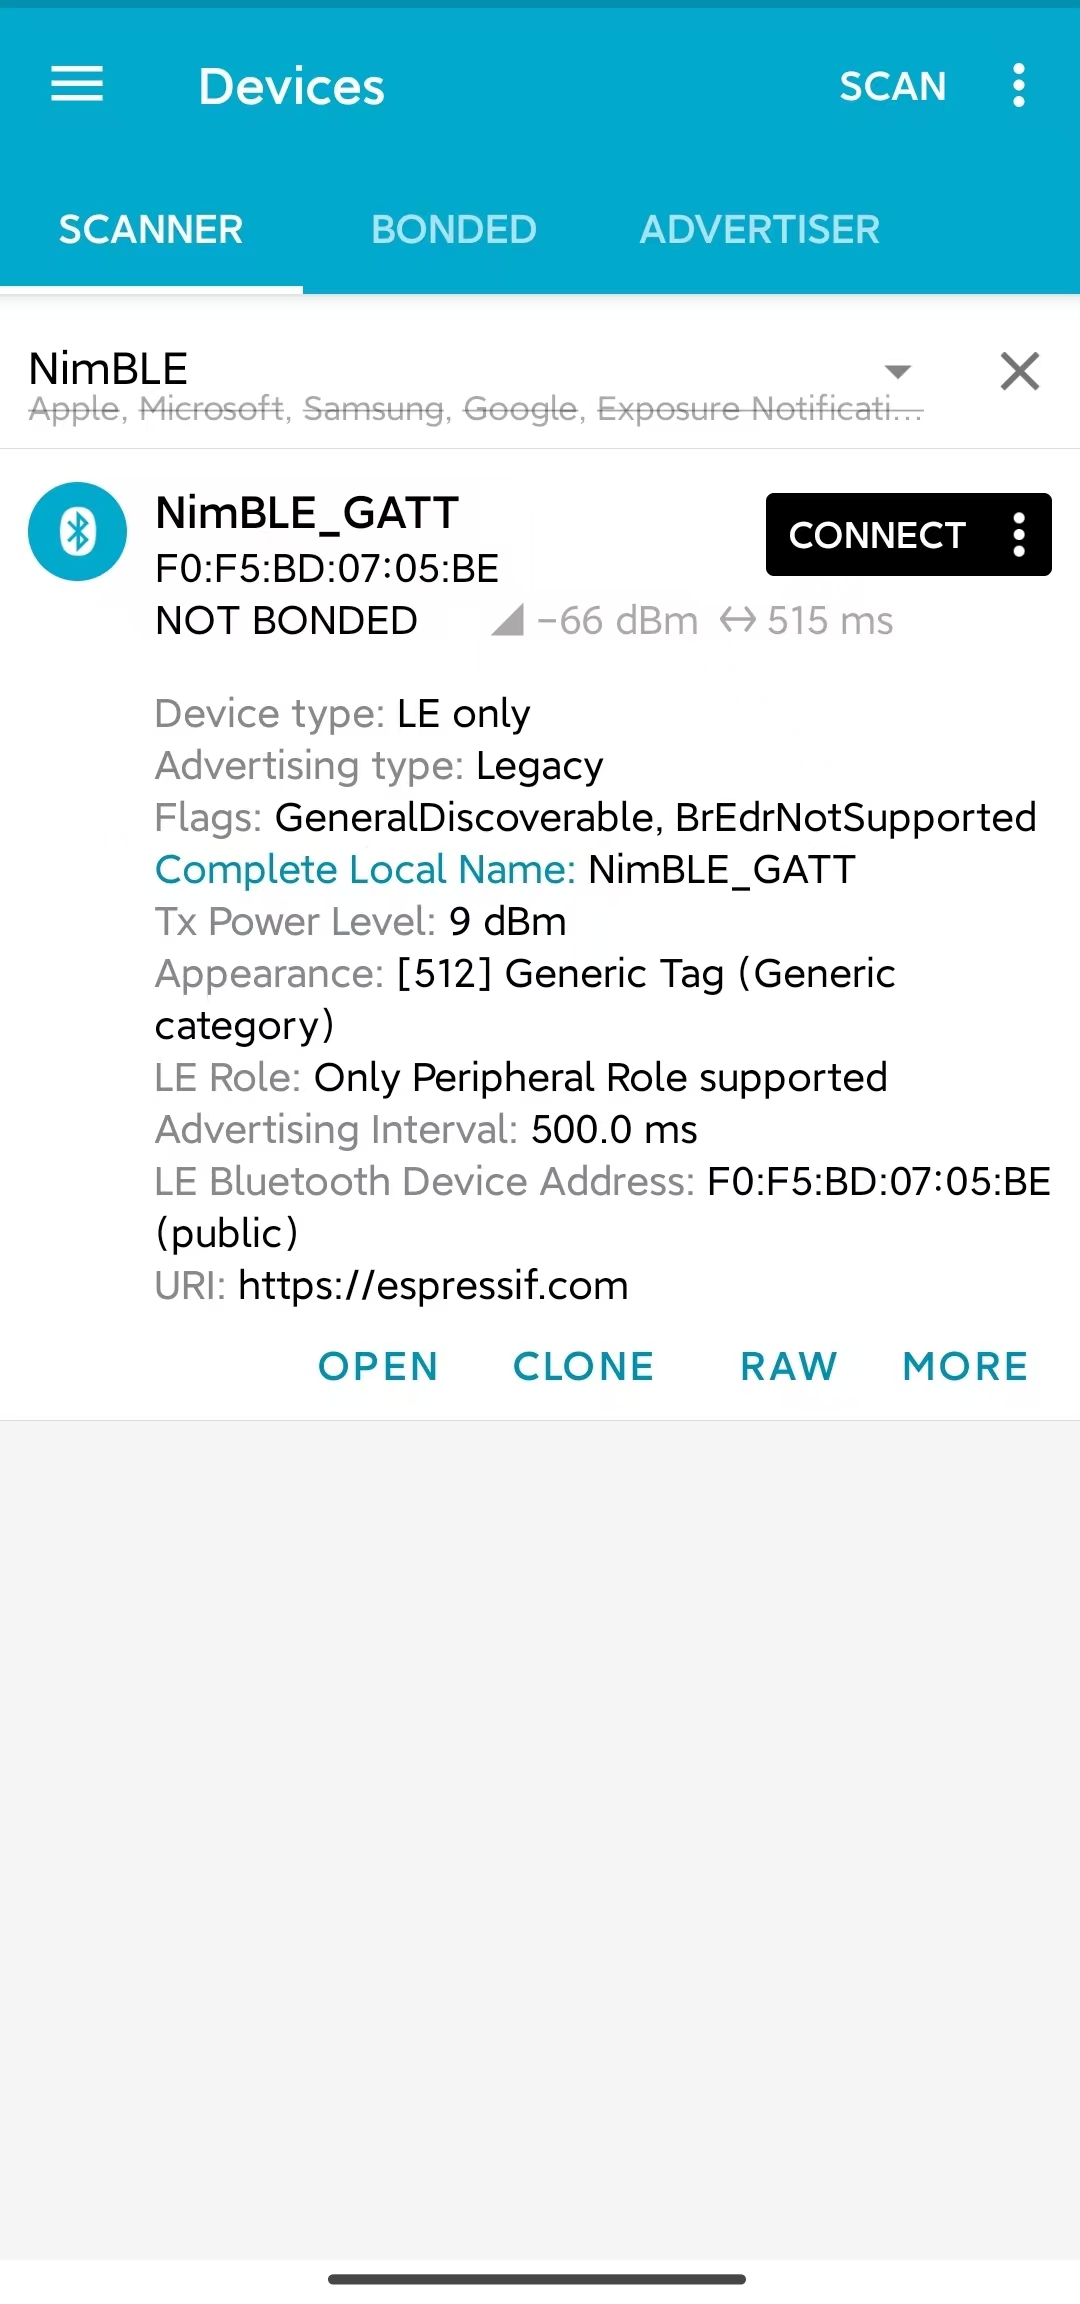 Devices
SCAN
SCANNER
BONDED
ADVERTISER
NimBLE
Apple, Microsoft, Samsung, Google, Exposure Notificati...
NimBLE_GATT
CONNECT
F0:F5:BD:07:05:BE
NOT BONDED
-66 dBm
515 ms
Device type: LE only
Advertising type: Legacy
Flags: GeneralDiscoverable, BrEdrNotSupported
Complete Local Name: NimBLE_GATT
Tx Power Level: 9 dBm
Appearance: [512] Generic Tag (Generic
category)
LE Role: Only Peripheral Role supported
Advertising Interval: 500.0 ms
LE Bluetooth Device Address: F0:F5:BD:07:05:BE
(public)
URI: https://espressif.com
OPEN
CLONE
RAW
MORE